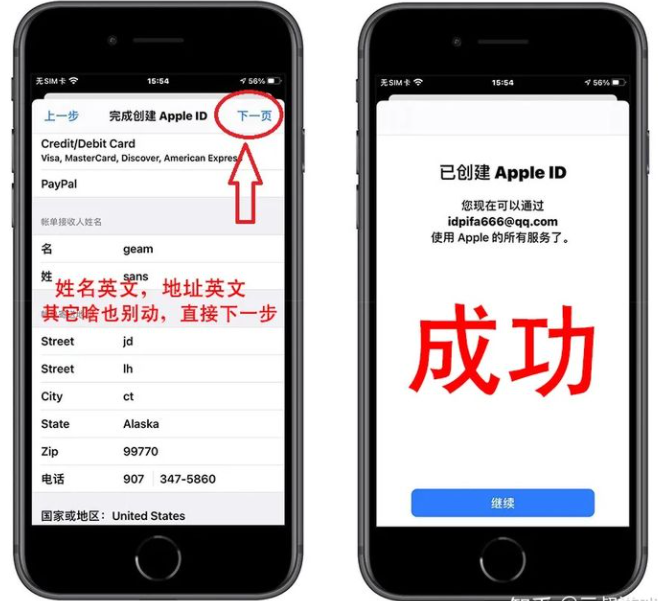 无SIM卡
15:54
56%
上一步
完成创建 Apple ID
下一页
Credit/Debit Card
Visa, MasterCard, Discover, American Express
PayPal
帐单接收人姓名
名 geam
姓 sans
姓名英文，地址英文
其它啥也别动，直接下一步
Street jd
Street lh
City ct
State Alaska
Zip 99770
电话 907 347-5860
国家或地区： United States
无SIM卡
15:54
56%
已创建 Apple ID
您现在可以通过
idpifa666@qq.com
使用 Apple 的所有服务了。
成功
继续